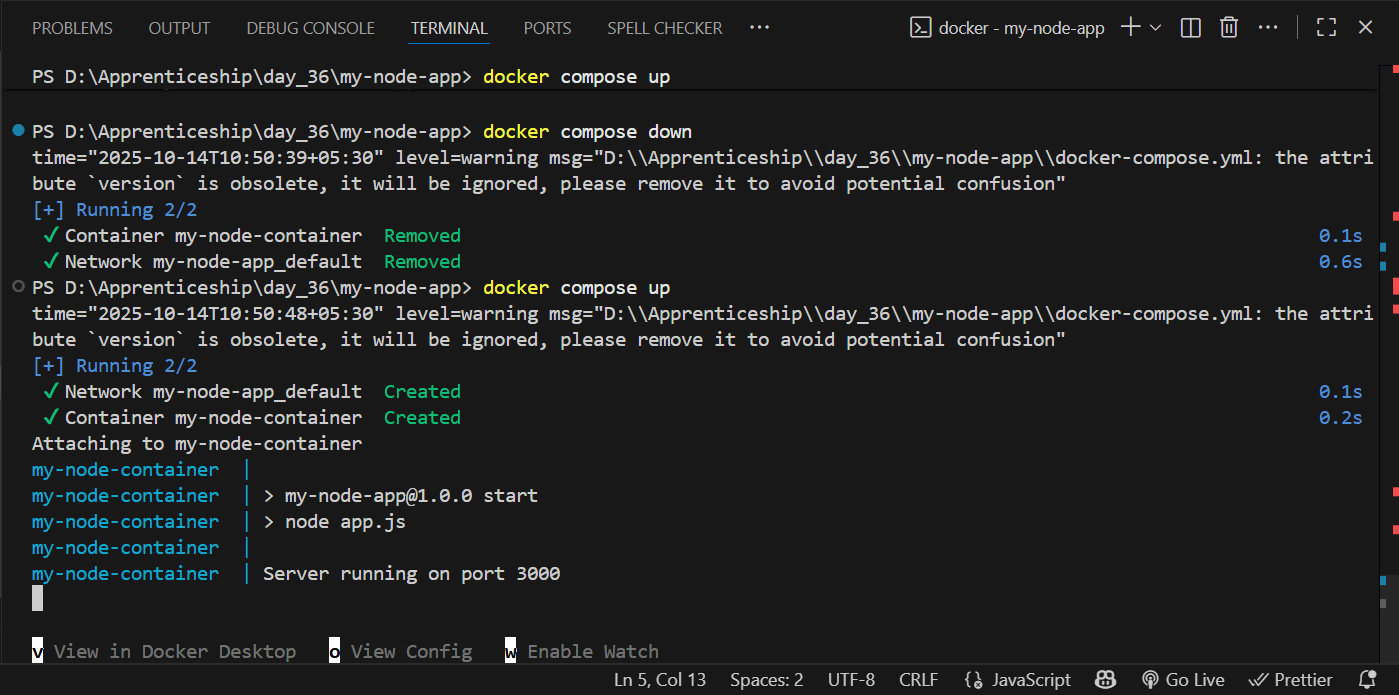 PROBLEMS OUTPUT DEBUG CONSOLE TERMINAL PORTS SPELL CHECKER ··· docker - my-node-app
PS D:\Apprenticeship\day_36\my-node-app> docker compose up
PS D:\Apprenticeship\day_36\my-node-app> docker compose down
time="2025-10-14T10:50:39+05:30" level=warning msg="D:\\Apprenticeship\\day_36\\my-node-app\\docker-compose.yml: the attri
bute `version` is obsolete, it will be ignored, please remove it to avoid potential confusion"
[+] Running 2/2
✓ Container my-node-container Removed 0.1s
✓ Network my-node-app_default Removed 0.6s
PS D:\Apprenticeship\day_36\my-node-app> docker compose up
time="2025-10-14T10:50:48+05:30" level=warning msg="D:\\Apprenticeship\\day_36\\my-node-app\\docker-compose.yml: the attri
bute `version` is obsolete, it will be ignored, please remove it to avoid potential confusion"
[+] Running 2/2
✓ Network my-node-app_default Created 0.1s
✓ Container my-node-container Created 0.2s
Attaching to my-node-container
my-node-container |
my-node-container | > my-node-app@1.0.0 start
my-node-container | > node app.js
my-node-container |
my-node-container | Server running on port 3000
v View in Docker Desktop o View Config w Enable Watch
Ln 5, Col 13 Spaces: 2 UTF-8 CRLF JavaScript Go Live Prettier